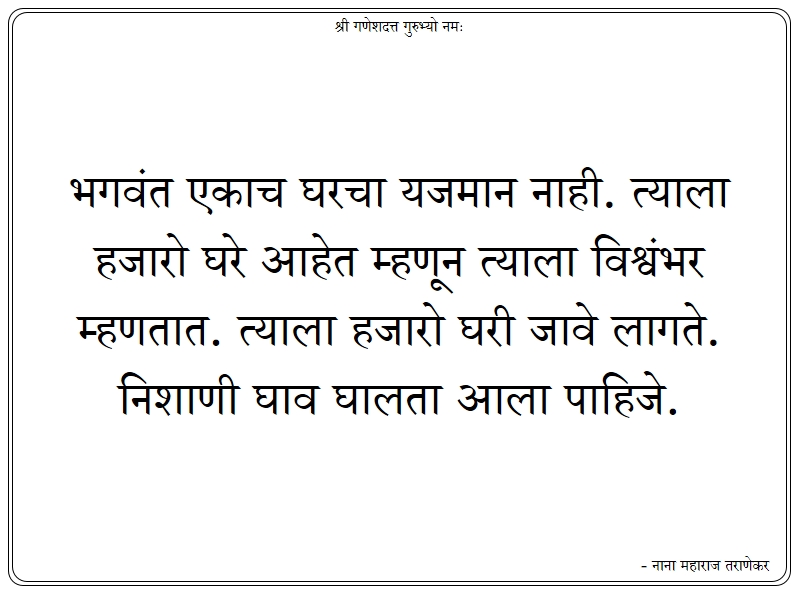 श्री गणेशदत्त गुरुभ्यो नमः
भगवंत एकाच घरचा यजमान नाही. त्याला
हजारो घरे आहेत म्हणून त्याला विश्वंभर
म्हणतात. त्याला हजारो घरी जावे लागते.
निशाणी घाव घालता आला पाहिजे.
- नाना महाराज तराणेकर